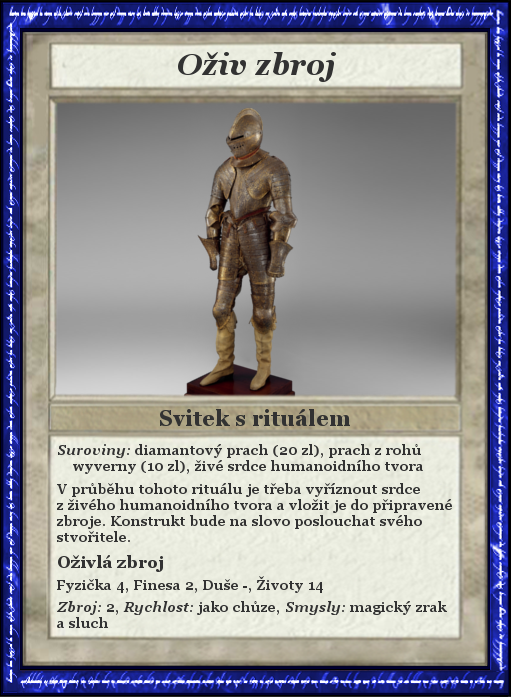 Oživ zbroj
Svitek s rituálem
Suroviny: diamantový prach (20 zl), prach z rohů
wyverny (10 zl), živé srdce humanoidního tvora
V průběhu tohoto rituálu je třeba vyříznout srdce
z živého humanoidního tvora a vložit je do připravené
zbroje. Konstrukt bude na slovo poslouchat svého
stvořitele.
Oživlá zbroj
Fyzička 4, Finesa 2, Duše -, Životy 14
Zbroj: 2, Rychlost: jako chůze, Smysly: magický zrak
a sluch